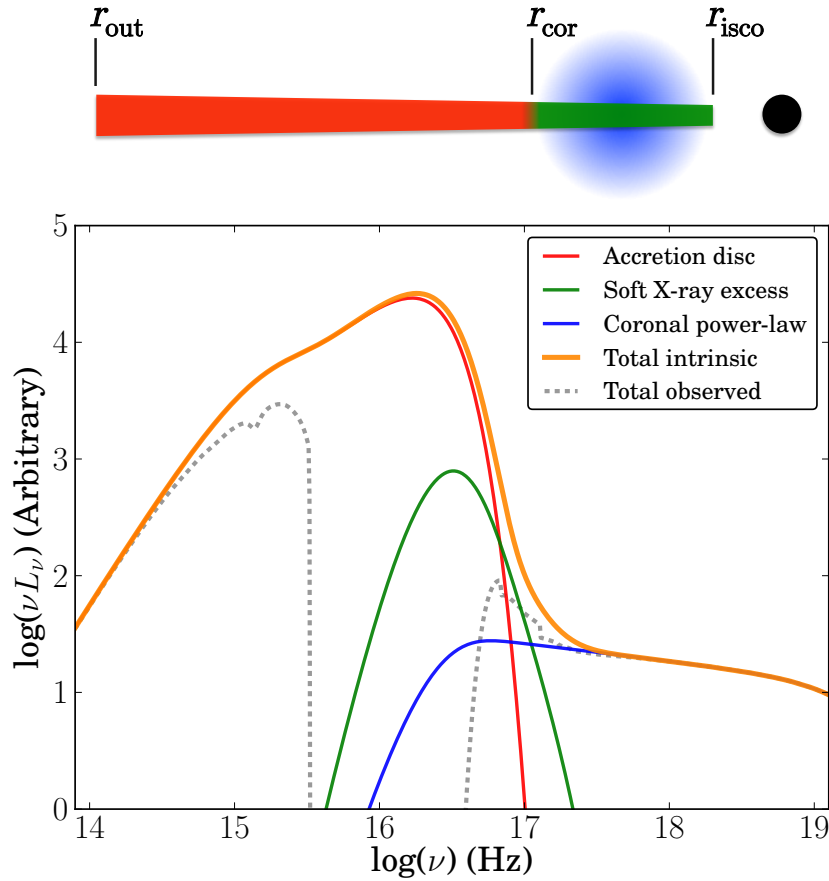 r_out r_cor r_isco
5
4
3
2
1
0
log(νL_ν) (Arbitrary)
Accretion disc
Soft X-ray excess
Coronal power-law
Total intrinsic
Total observed
14 15 16 17 18 19
log(ν) (Hz)